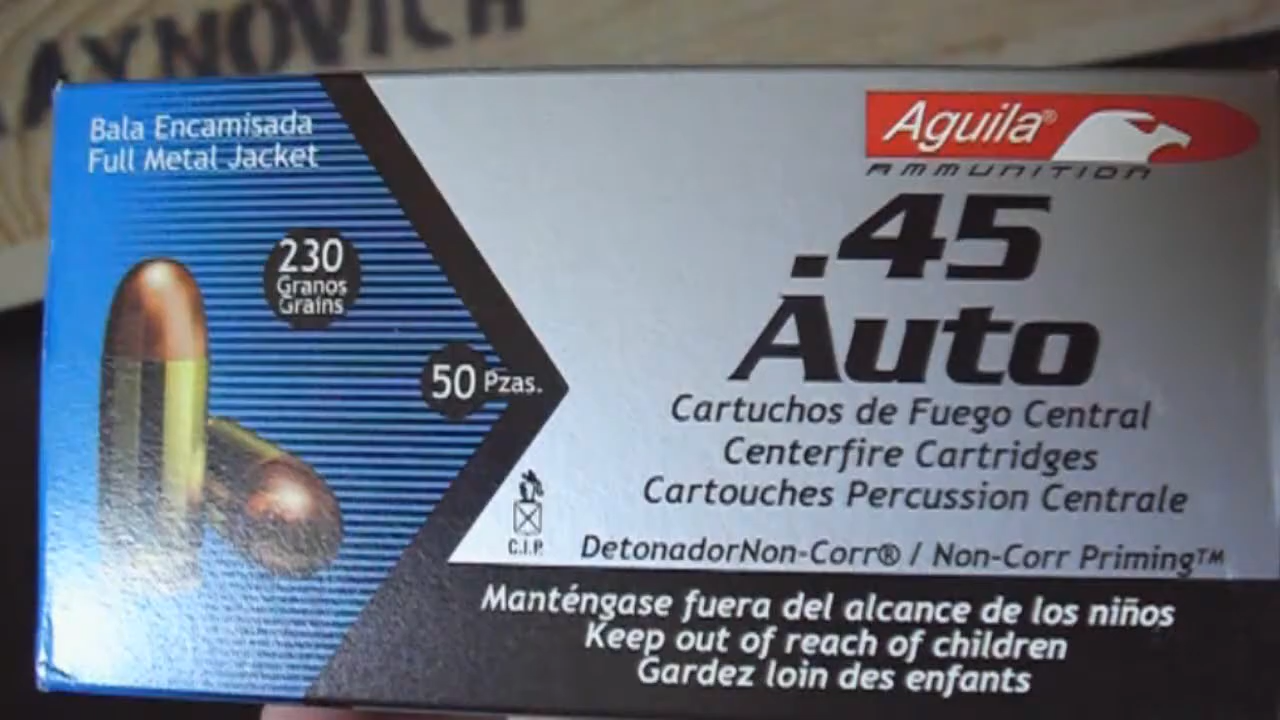 AYNOVICH
Bala Encamisada
Full Metal Jacket
230
Granos
Grains
50 Pzas.
Aguila®
AMMUNITION
.45
Auto
Cartuchos de Fuego Central
Centerfire Cartridges
Cartouches Percussion Centrale
C.I.P.
DetonadorNon-Corr® / Non-Corr Priming™
Manténgase fuera del alcance de los niños
Keep out of reach of children
Gardez loin des enfants